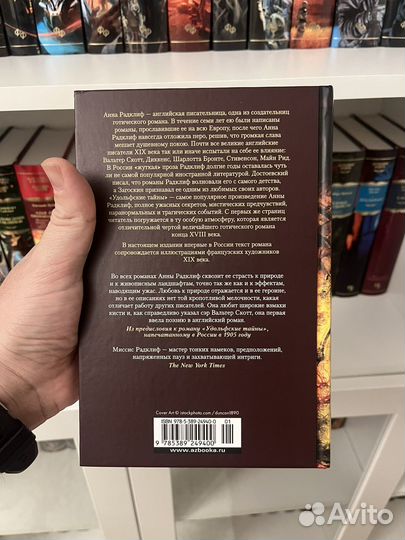 Анна Радклиф — английская писательница, одна из создательниц
готического романа. В течение семи лет ею были написаны
романы, прославившие ее на всю Европу, после чего Анна
Радклиф навсегда отложила перо, решив, что громкая слава
мешает душевному покою. Почти все великие английские
писатели XIX века так или иначе испытали на себе ее влияние:
Вальтер Скотт, Диккенс, Шарлотта Бронте, Стивенсон, Майн Рид.
В России «жуткая» проза Радклиф долгие годы оставалась чуть
ли не самой популярной иностранной литературой. Достоевский
писал, что романы Радклиф волновали его с самого детства,
а Загоскин признавал ее одним из любимых своих авторов.
«Удольфские тайны» — самое популярное произведение Анны
Радклиф, полное ужасных секретов, мистических предчувствий,
паранормальных и трагических событий. С первых же страниц
читатель погружается в ту особую атмосферу, которая является
отличительной чертой величайшего готического романа
конца XVIII века.
В настоящем издании впервые в России текст романа
сопровождается иллюстрациями французских художников
XIX века.
Во всех романах Анны Радклиф сквозит ее страсть к природе
и к живописным ландшафтам, точно так же как и к эффектам,
наводящим ужас. Любовь к природе отражается и в ее героине,
но в ее описаниях нет той кропотливой мелочности, какая
портит работу других писателей. Она любит широкие взмахи
кисти и, как справедливо указал сэр Вальтер Скотт, она первая
ввела поэзию в английский роман.
Из предисловия к роману «Удольфские тайны»,
напечатанному в России в 1905 году
Миссис Радклиф — мастер тонких намеков, предположений,
напряженных пауз и захватывающей интриги.
The New York Times
Cover Art © istockphoto.com / duncan1890
ISBN 978-5-389-24940-0
01
9 785389 249400
www.azbooka.ru
Avito